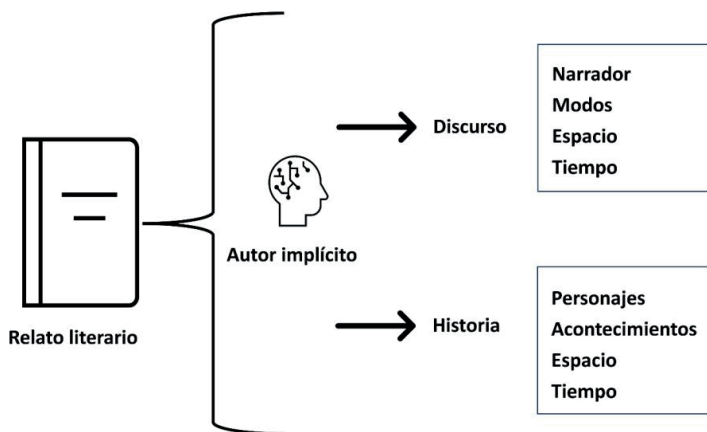 Relato literario
Autor implícito
Discurso
Narrador
Modos
Espacio
Tiempo
Historia
Personajes
Acontecimientos
Espacio
Tiempo